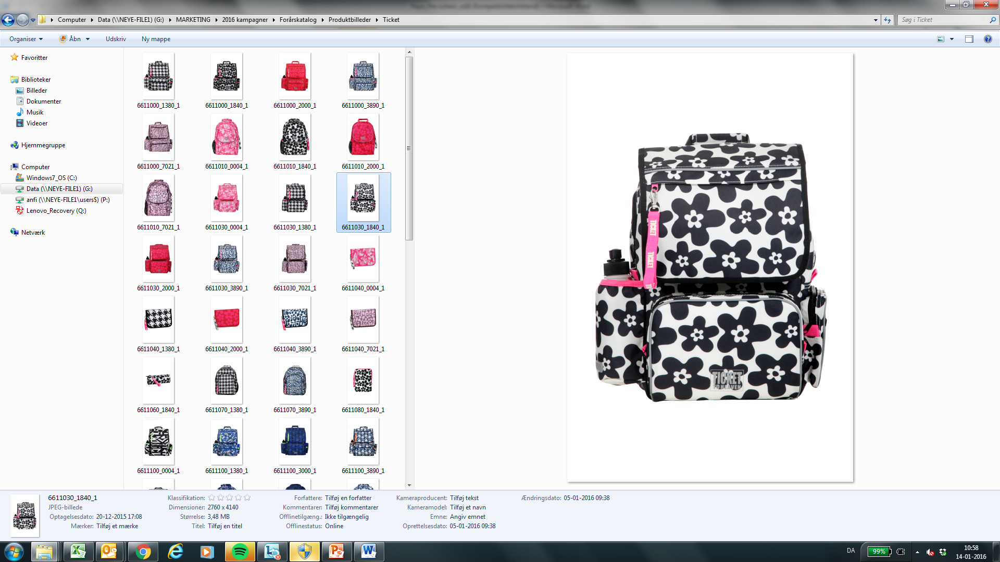 Computer ▸ Data (\\NEYE-FILE1) (G:) ▸ MARKETING ▸ 2016 kampagner ▸ Forårskatalog ▸ Produktbilleder ▸ Ticket
Søg i Ticket
Organiser Åbn Udskriv Ny mappe
Favoritter
Biblioteker
Billeder
Dokumenter
Musik
Videoer
Hjemmegruppe
Computer
Windows7_OS (C:)
Data (\\NEYE-FILE1) (G:)
anfi (\\NEYE-FILE1\users$) (P:)
Lenovo_Recovery (Q:)
Netværk
6611000_1380_1 6611000_1840_1 6611000_2000_1 6611000_3890_1
6611000_7021_1 6611010_0004_1 6611010_1840_1 6611010_2000_1
6611010_7021_1 6611030_0004_1 6611030_1380_1 6611030_1840_1
6611030_2000_1 6611030_3890_1 6611030_7021_1 6611040_0004_1
6611040_1380_1 6611040_2000_1 6611040_3890_1 6611040_7021_1
6611060_1840_1 6611070_1380_1 6611070_3890_1 6611080_1840_1
6611100_0004_1 6611100_1380_1 6611100_3000_1 6611100_3890_1
TICKET
TICKET
TICKET
TO HEAVEN
6611030_1840_1
JPEG-billede
Optagelsesdato: 20-12-2015 17:08
Mærker: Tilføj et mærke
Klassifikation:
Dimensioner: 2760 x 4140
Størrelse: 3,48 MB
Titel: Tilføj en titel
Forfattere: Tilføj en forfatter
Kommentarer: Tilføj kommentarer
Offlinetilgæng.: Ikke tilgængelig
Offlinestatus: Online
Kameraproducent: Tilføj tekst
Kameramodel: Tilføj et navn
Emne: Angiv emnet
Oprettelsesdato: 05-01-2016 09:38
Ændringsdato: 05-01-2016 09:38
DA
99%
10:58
14-01-2016